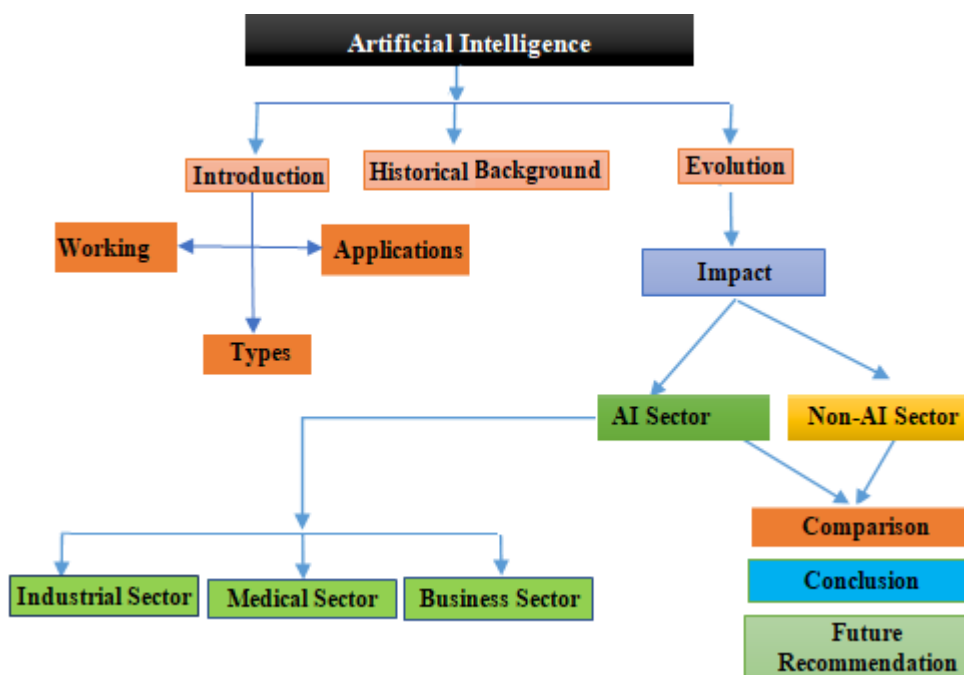 Artificial Intelligence
Introduction
Historical Background
Evolution
Working
Applications
Impact
Types
AI Sector
Non-AI Sector
Comparison
Industrial Sector
Medical Sector
Business Sector
Conclusion
Future
Recommendation